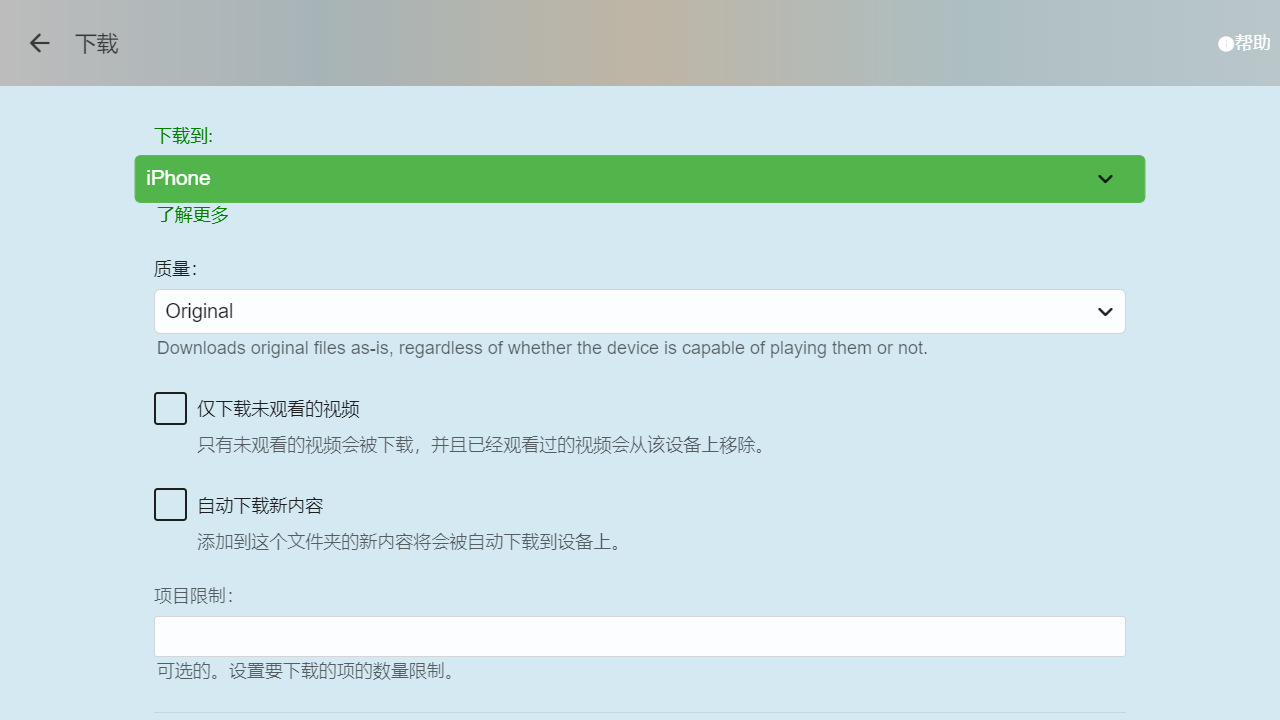 下载
帮助
下载到:
iPhone
了解更多
质量:
Original
Downloads original files as-is, regardless of whether the device is capable of playing them or not.
仅下载未观看的视频
只有未观看的视频会被下载，并且已经观看过的视频会从该设备上移除。
自动下载新内容
添加到这个文件夹的新内容将会被自动下载到设备上。
项目限制:
可选的。设置要下载的项的数量限制。